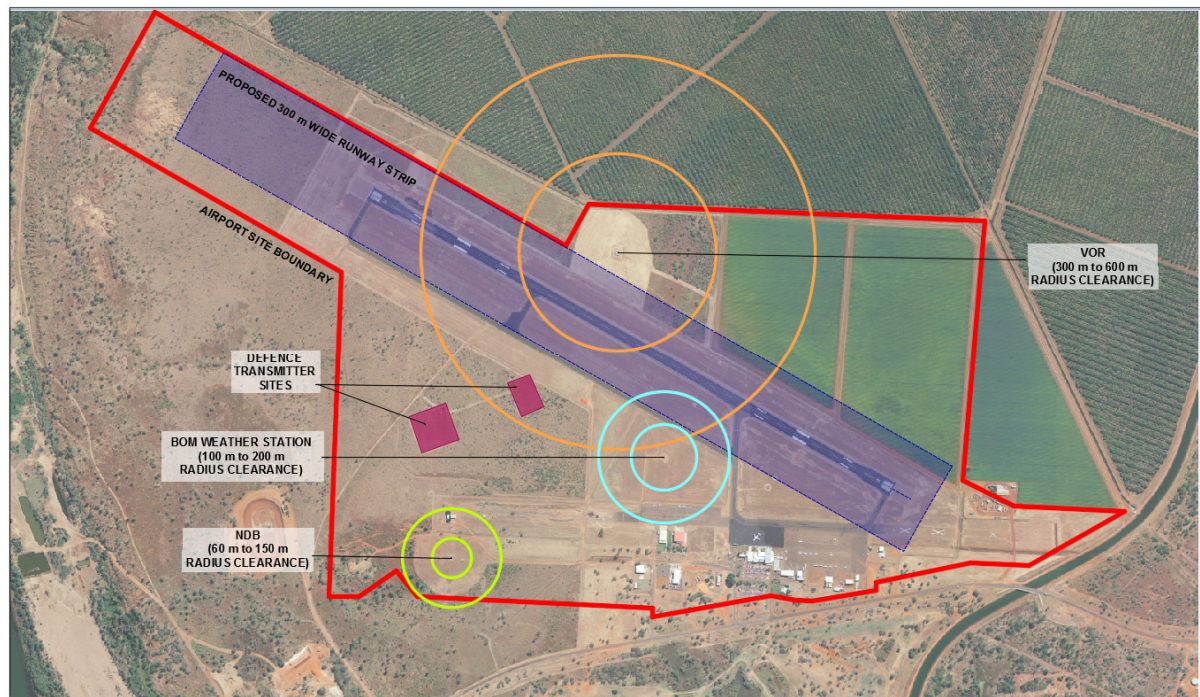 PROPOSED 300 m WIDE RUNWAY STRIP
AIRPORT SITE BOUNDARY
VOR
(300 m to 600 m
RADIUS CLEARANCE)
DEFENCE
TRANSMITTER
SITES
BOM WEATHER STATION
(100 m to 200 m
RADIUS CLEARANCE)
NDB
(60 m to 150 m
RADIUS CLEARANCE)